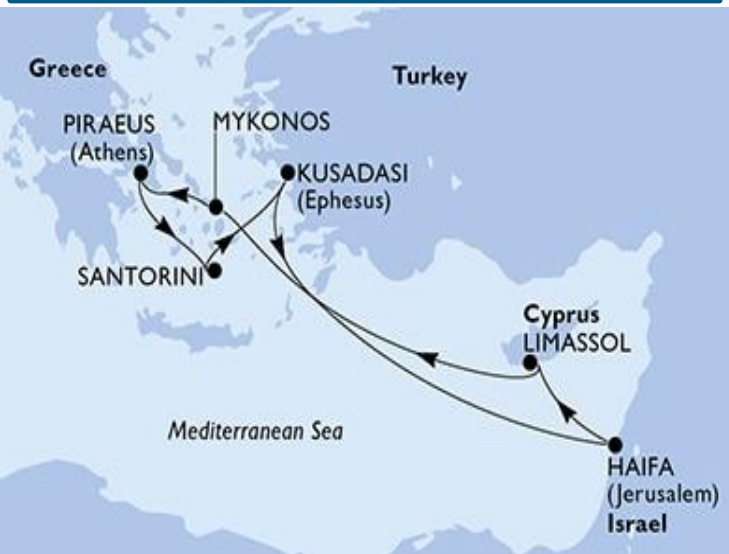 Greece
Turkey
PIRAEUS
(Athens)
MYKONOS
KUSADASI
(Ephesus)
SANTORINI
Cyprus
LIMASSOL
Mediterranean Sea
HAIFA
(Jerusalem)
Israel